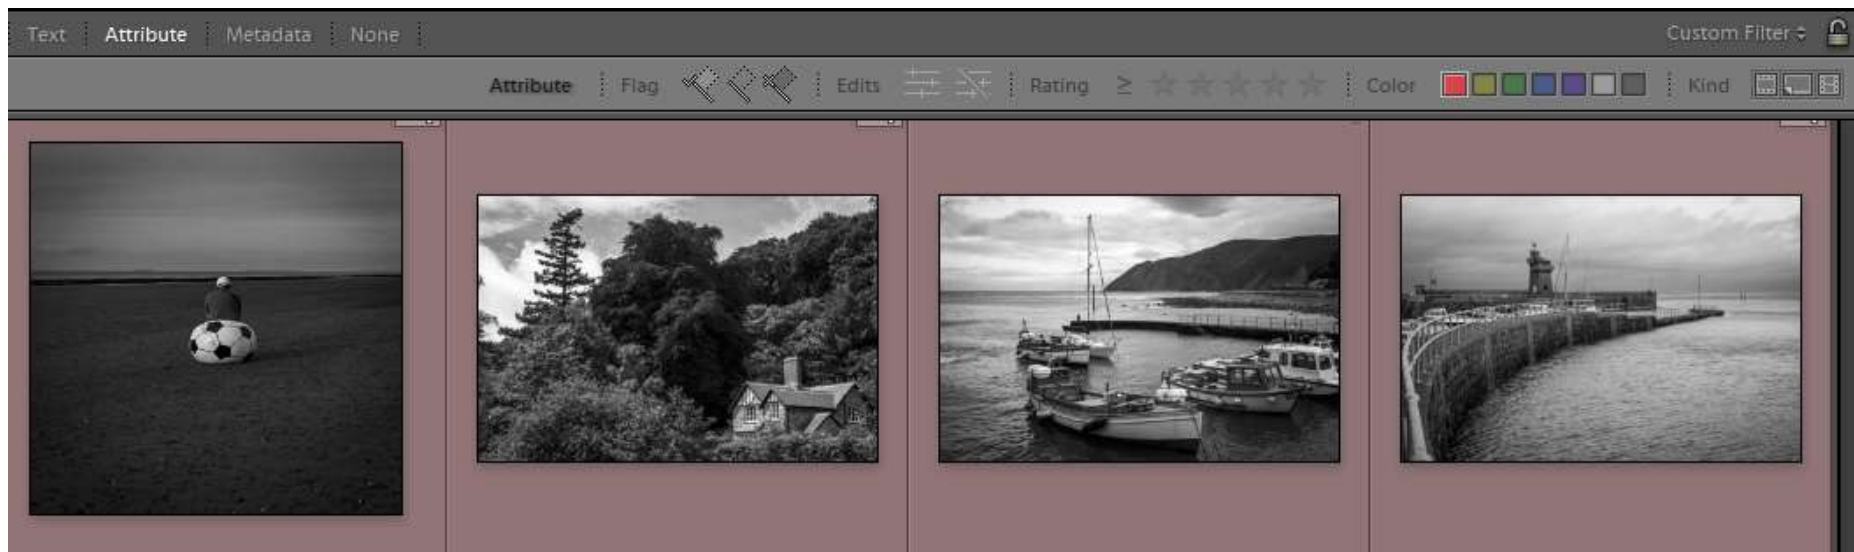 Text Attribute Metadata None Custom Filter
Attribute Flag Edits Rating ≥ Color Kind